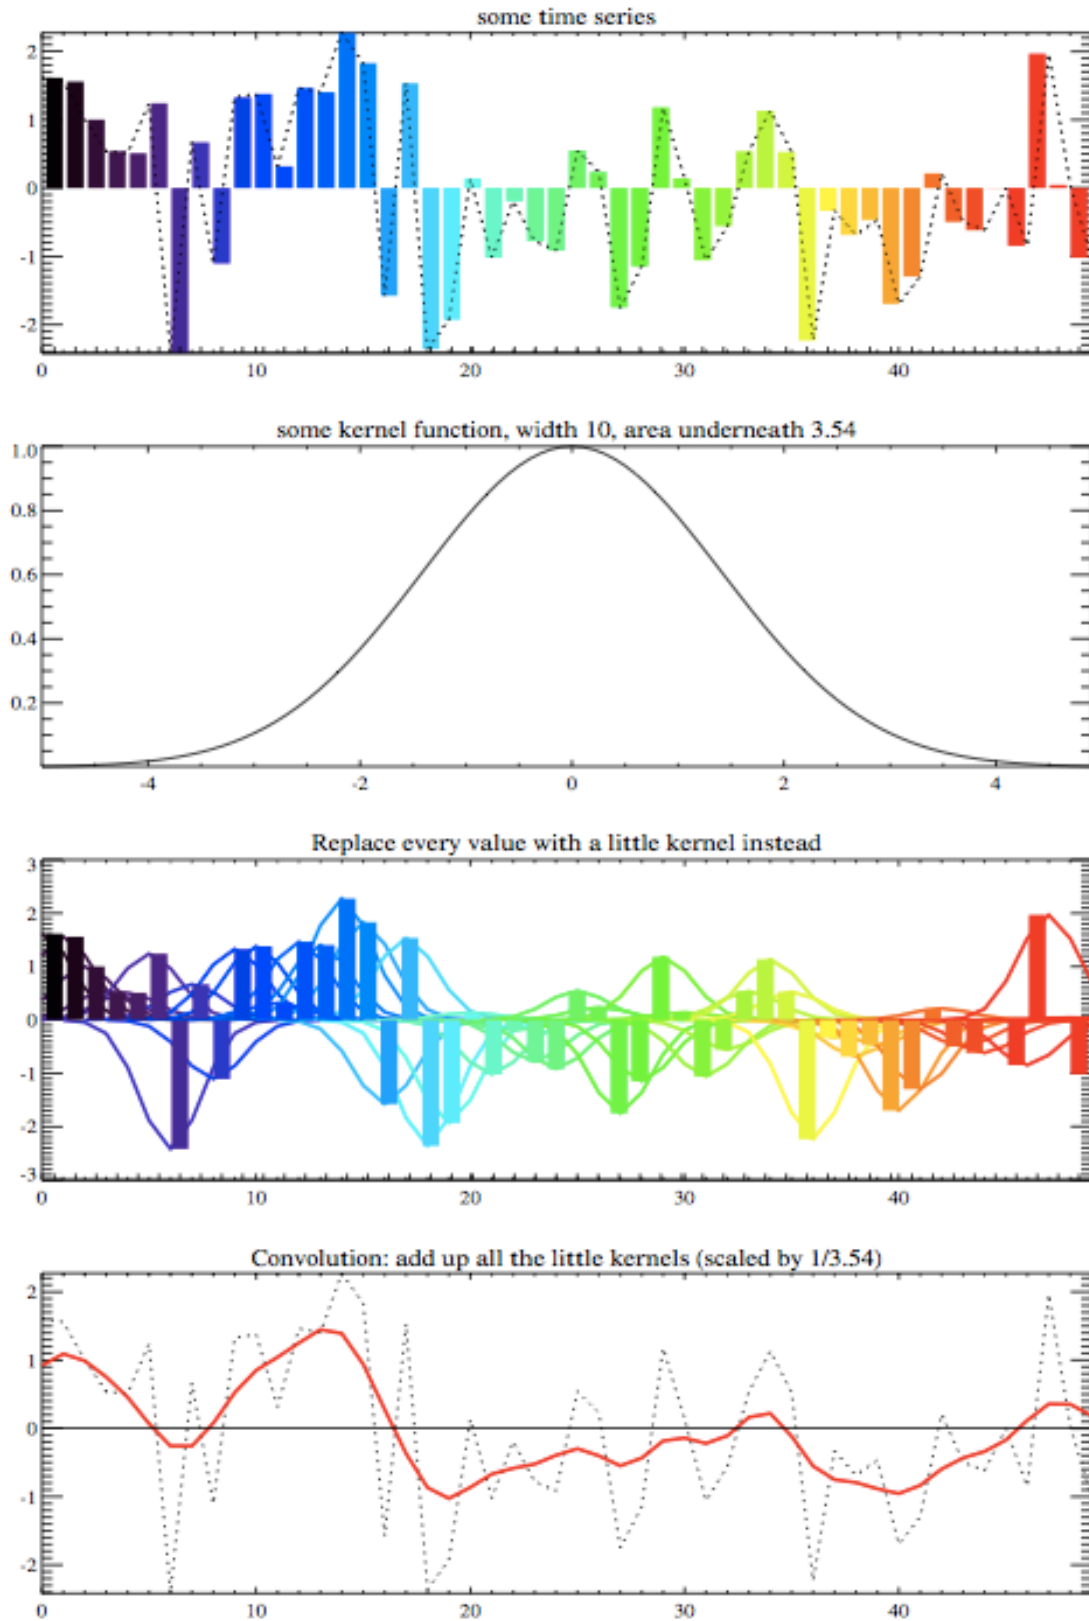 some time series
2
1
0
-1
-2
0 10 20 30 40
some kernel function, width 10, area underneath 3.54
1.0
0.8
0.6
0.4
0.2
-4 -2 0 2 4
Replace every value with a little kernel instead
3
2
1
0
-1
-2
-3
0 10 20 30 40
Convolution: add up all the little kernels (scaled by 1/3.54)
2
1
0
-1
-2
0 10 20 30 40